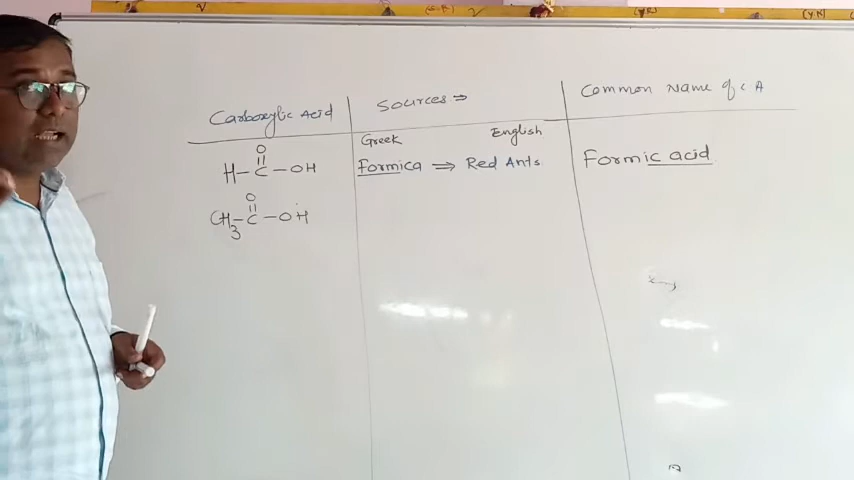 Carboxylic Acid
Sources ⇒
Common Name of C A
Greek
English
O
H-C-OH
Formica ⟹ Red Ants
Formic acid
O
CH3-C-OH